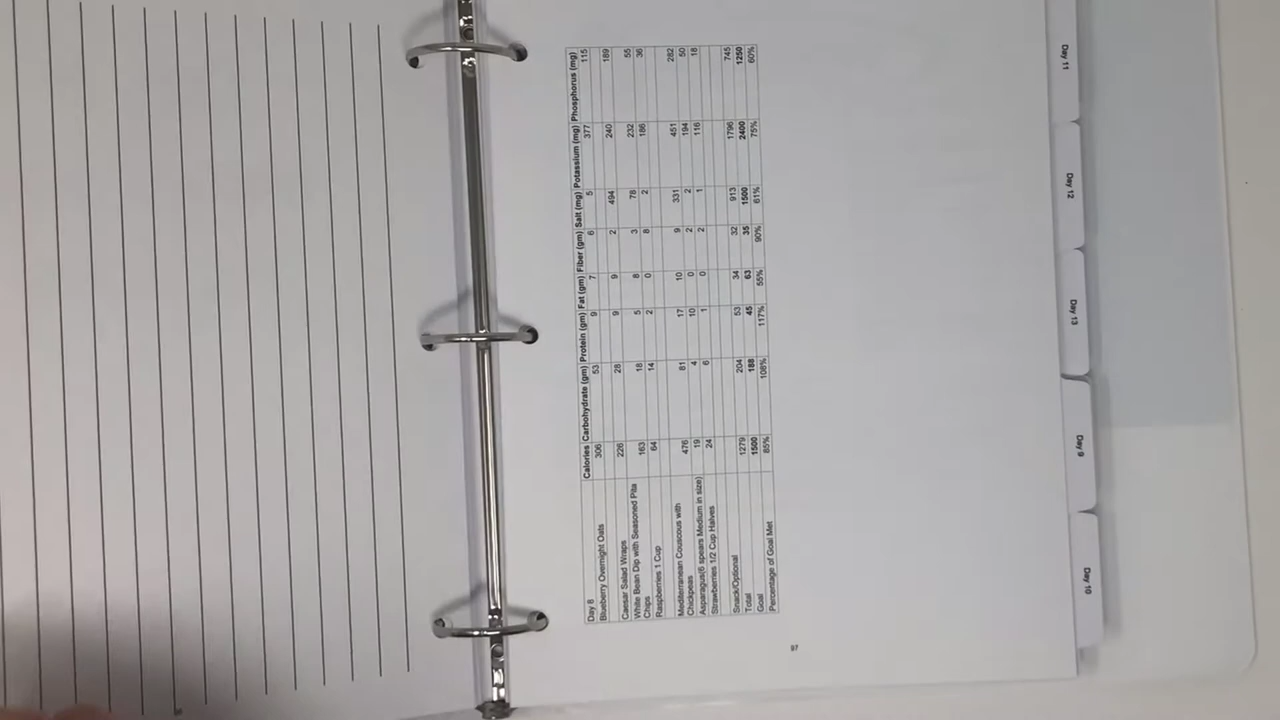 Day 8 Calories Carbohydrate (gm) Protein (gm) Fat (gm) Fiber (gm) Salt (mg) Potassium (mg) Phosphorus (mg)
Blueberry Overnight Oats 306 53 9 7 6 5 377 115
Caesar Salad Wraps 226 28 9 9 2 494 240 189
White Bean Dip with Seasoned Pita
Chips 163 18 5 8 3 78 232 55
Raspberries 1 Cup 64 14 2 0 8 2 186 36
Mediterranean Couscous with
Chickpeas 476 81 17 10 9 331 451 282
Asparagus(6 spears Medium in size) 19 4 10 0 2 2 194 50
Strawberries 1/2 Cup Halves 24 6 1 0 2 1 116 18
Snack/Optional
Total 1279 204 53 34 32 913 1796 745
Goal 1500 188 45 63 35 1500 2400 1250
Percentage of Goal Met 85% 108% 117% 55% 90% 61% 75% 60%
97
Day 11
Day 12
Day 13
Day 9
Day 10